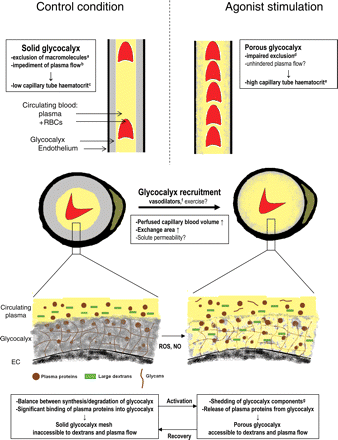 Control condition
Agonist stimulation
Solid glycocalyx
-exclusion of macromolecules
-impediment of plasma flow
-low capillary tube haematocrit
Circulating blood:
plasma
+RBCs
Glycocalyx
Endothelium
Porous glycocalyx
-impaired exclusion
-unhindered plasma flow?
-high capillary tube haematocrit
Glycocalyx recruitment
vasodilators, exercise?
-Perfused capillary blood volume ↑
-Exchange area ↑
-Solute permeability?
Circulating
plasma
Glycocalyx
EC
ROS, NO
Plasma proteins
Large dextrans
Glycans
-Balance between synthesis/degradation of glycocalyx
-Significant binding of plasma proteins into glycocalyx
Solid glycocalyx mesh
inaccessible to dextrans and plasma flow
Activation
Recovery
-Shedding of glycocalyx components
-Release of plasma proteins from glycocalyx
Porous glycocalyx
accessible to dextrans and plasma flow